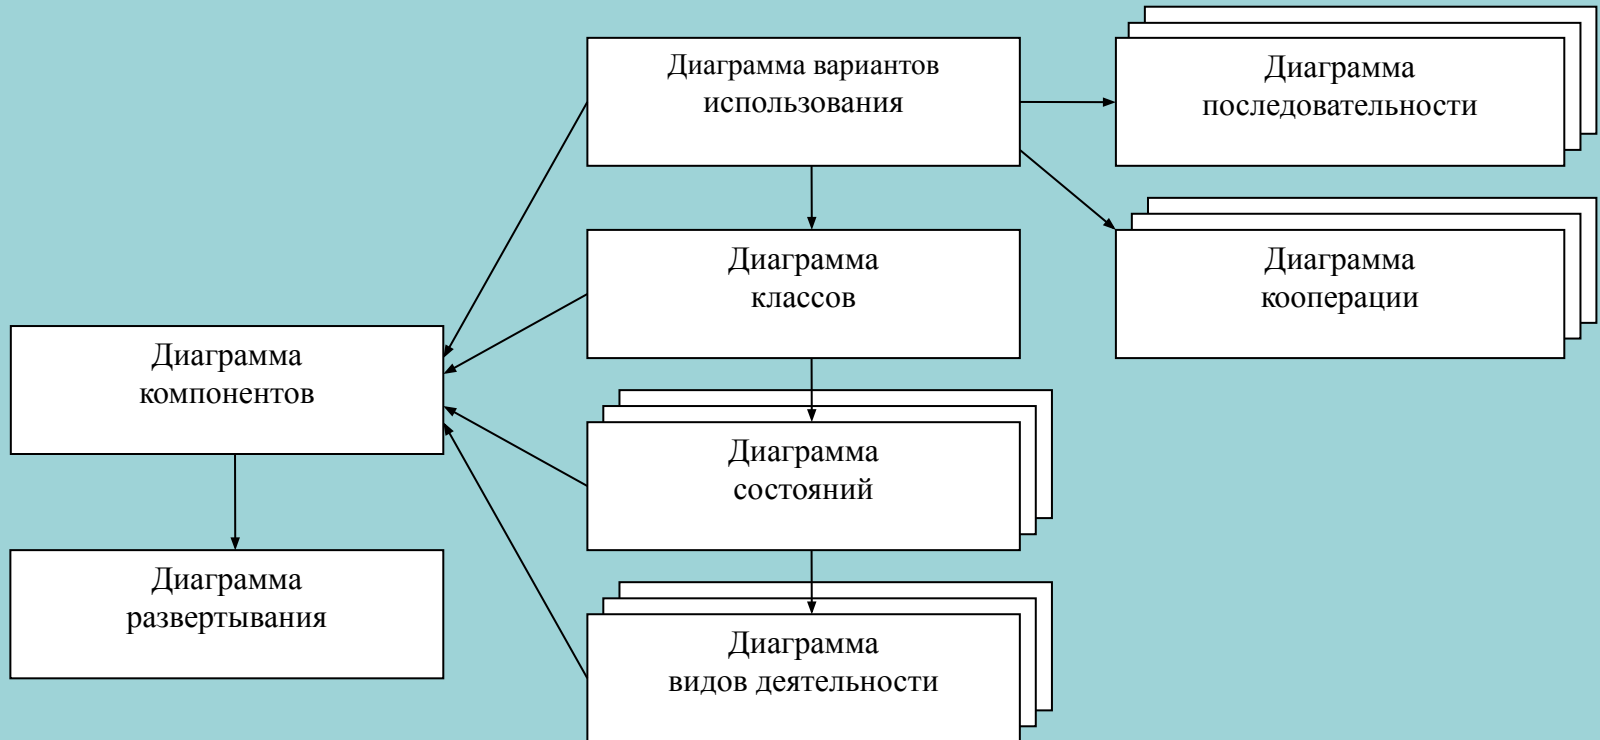 Диаграмма вариантов
использования
Диаграмма
последовательности
Диаграмма
классов
Диаграмма
кооперации
Диаграмма
компонентов
Диаграмма
состояний
Диаграмма
развертывания
Диаграмма
видов деятельности